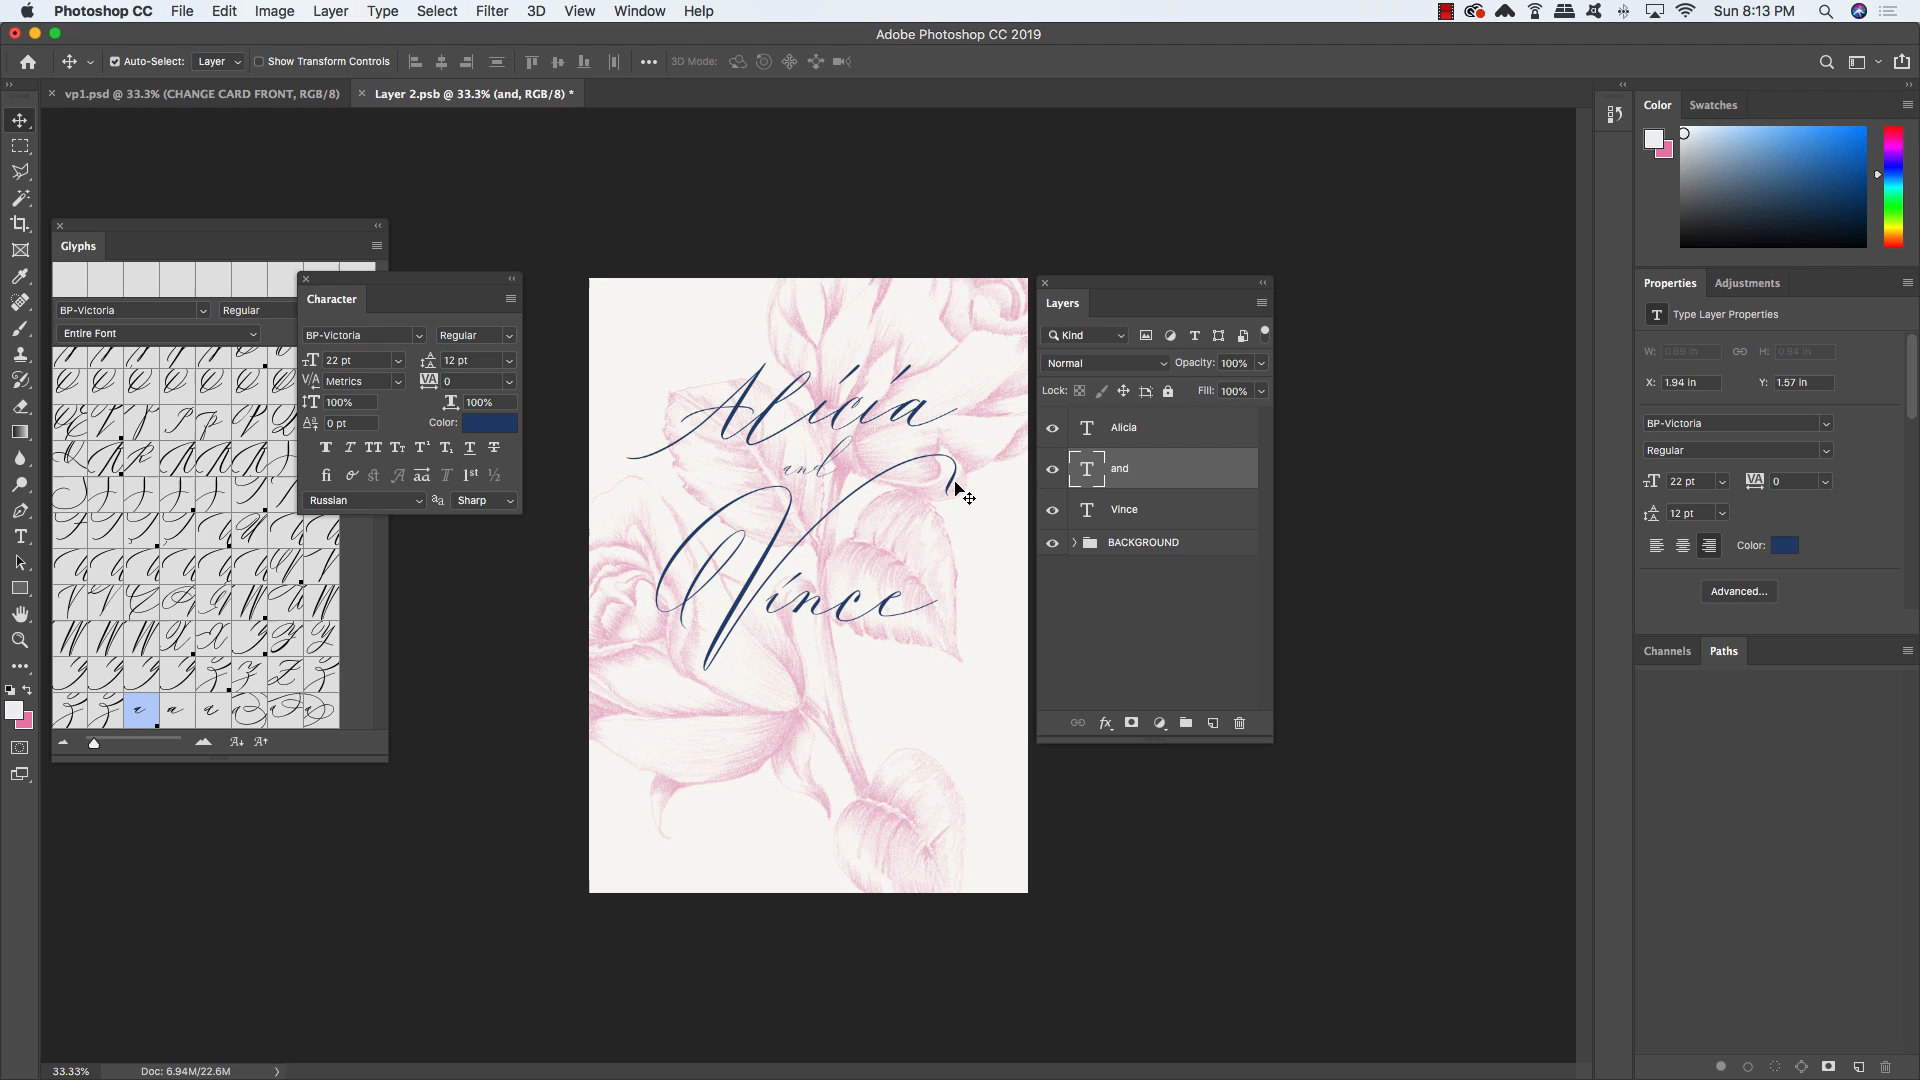 Photoshop CC File Edit Image Layer Type Select Filter 3D View Window Help Sun 8:13 PM
Adobe Photoshop CC 2019
Auto-Select: Layer Show Transform Controls 3D Mode:
vp1.psd @ 33.3% (CHANGE CARD FRONT, RGB/8) Layer 2.psb @ 33.3% (and, RGB/8) *
Glyphs
BP-Victoria Regular
Entire Font
Character
BP-Victoria Regular
22 pt 12 pt
Metrics 0
100% 100%
0 pt Color:
Russian Sharp
Alicia
and
Vince
Layers
Kind
Normal Opacity: 100%
Lock: Fill: 100%
Alicia
and
Vince
BACKGROUND
Color Swatches
Properties Adjustments
Type Layer Properties
W: 0.69 in H: 0.94 in
X: 1.94 in Y: 1.57 in
BP-Victoria
Regular
22 pt 0
12 pt
Color:
Advanced...
Channels Paths
33.33% Doc: 6.94M/22.6M